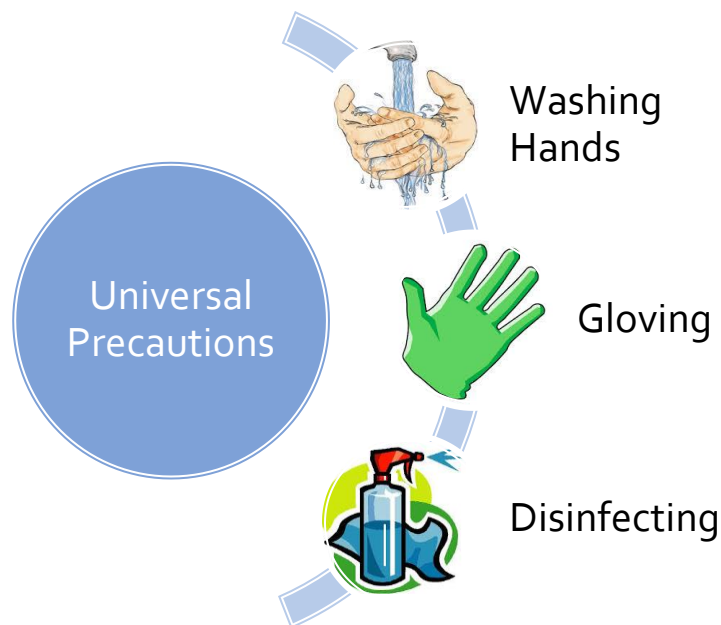 Universal
Precautions
Washing
Hands
Gloving
Disinfecting